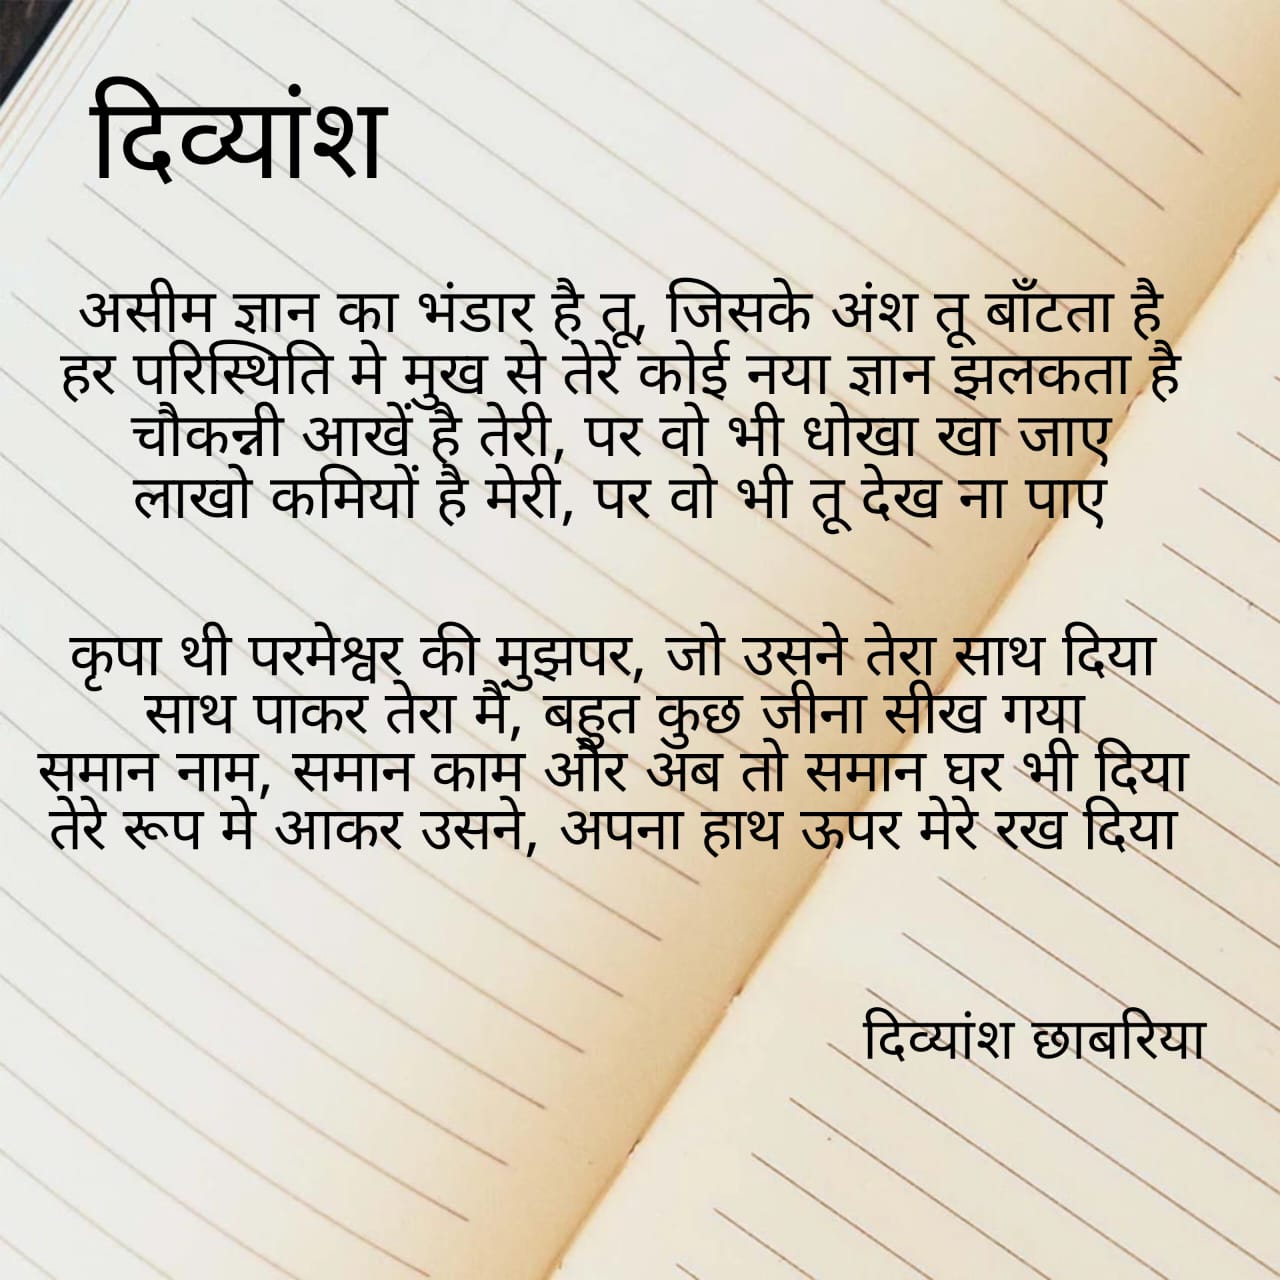 दिव्यांश
असीम ज्ञान का भंडार है तू, जिसके अंश तू बाँटता है
हर परिस्थिति मे मुख से तेरे कोई नया ज्ञान झलकता है
चौकन्नी आखें है तेरी, पर वो भी धोखा खा जाए
लाखो कमियों है मेरी, पर वो भी तू देख ना पाए
कृपा थी परमेश्वर की मुझपर, जो उसने तेरा साथ दिया
साथ पाकर तेरा मैं, बहुत कुछ जीना सीख गया
समान नाम, समान काम और अब तो समान घर भी दिया
तेरे रूप मे आकर उसने, अपना हाथ ऊपर मेरे रख दिया
दिव्यांश छाबरिया